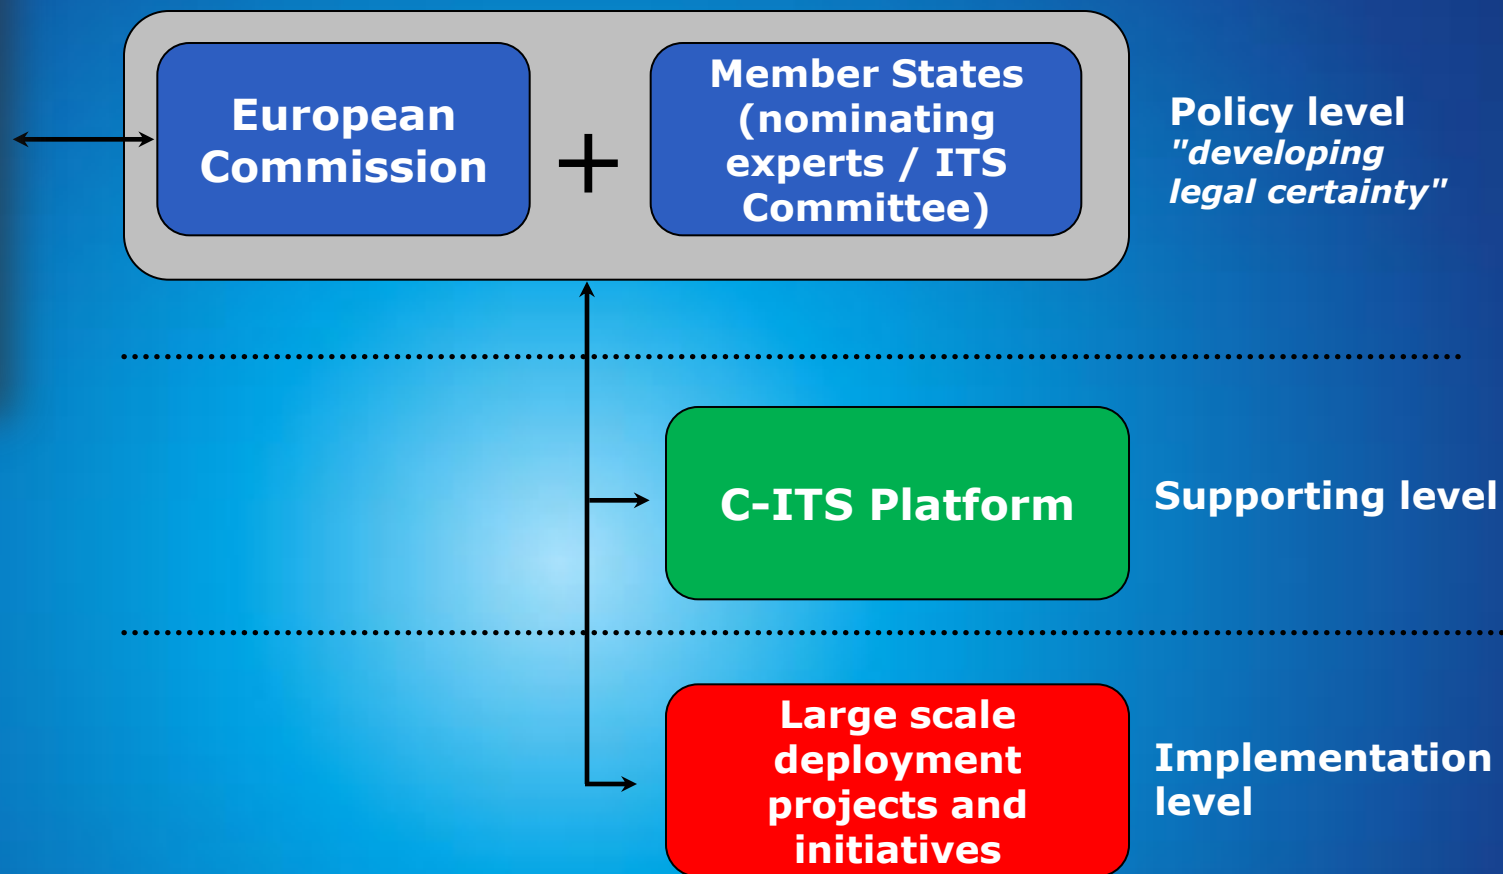 European
Commission
+
Member States
(nominating
experts / ITS
Committee)
Policy level
"developing
legal certainty"
C-ITS Platform
Supporting level
Large scale
deployment
projects and
initiatives
Implementation
level